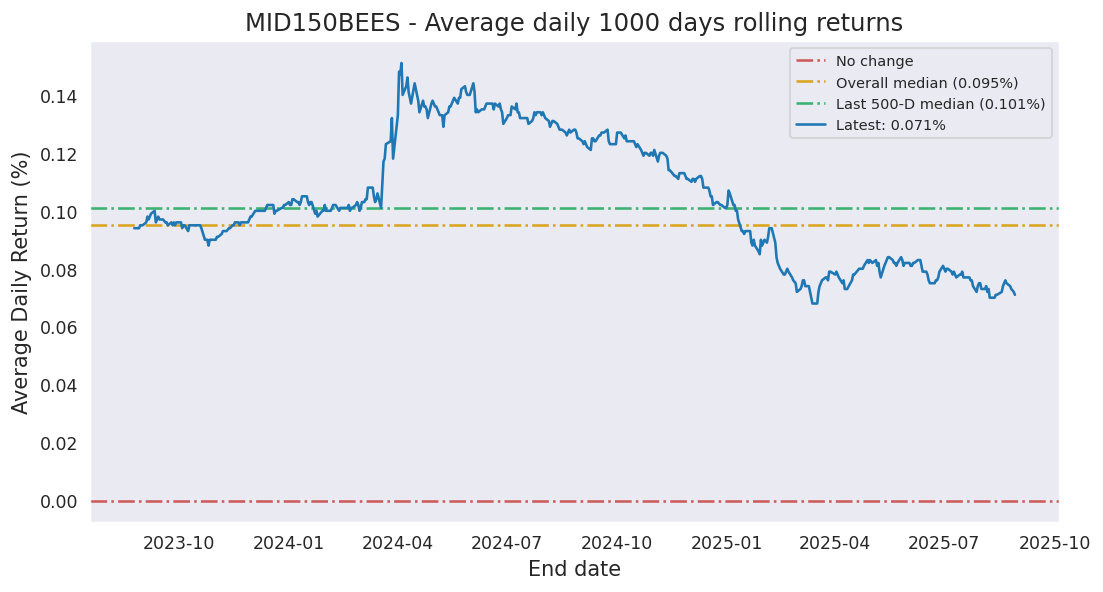 MID150BEES - Average daily 1000 days rolling returns
No change
Overall median (0.095%)
Last 500-D median (0.101%)
Latest: 0.071%
Average Daily Return (%)
0.14
0.12
0.10
0.08
0.06
0.04
0.02
0.00
2023-10 2024-01 2024-04 2024-07 2024-10 2025-01 2025-04 2025-07 2025-10
End date